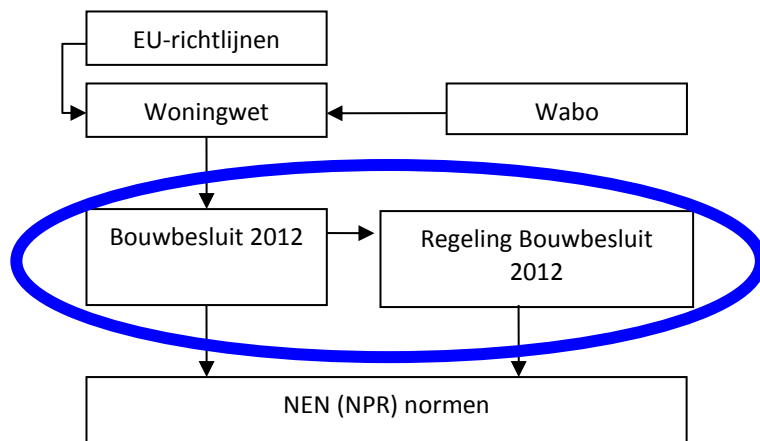 EU-richtlijnen
Woningwet
Wabo
Bouwbesluit 2012
Regeling Bouwbesluit
2012
NEN (NPR) normen